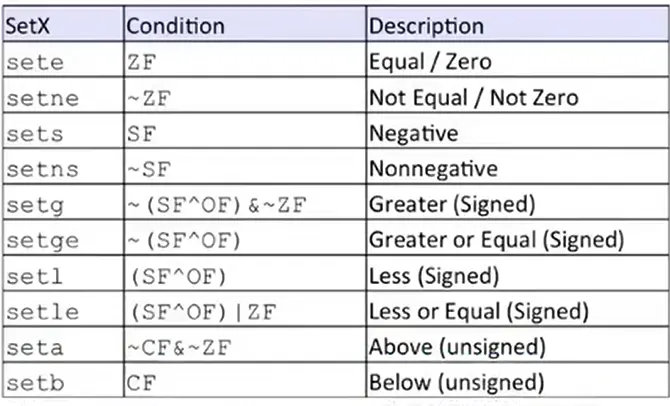 SetX Condition Description
sete ZF Equal / Zero
setne ~ZF Not Equal / Not Zero
sets SF Negative
setns ~SF Nonnegative
setg ~(SF^OF)&~ZF Greater (Signed)
setge ~(SF^OF) Greater or Equal (Signed)
setl (SF^OF) Less (Signed)
setle (SF^OF)|ZF Less or Equal (Signed)
seta ~CF&~ZF Above (unsigned)
setb CF Below (unsigned)